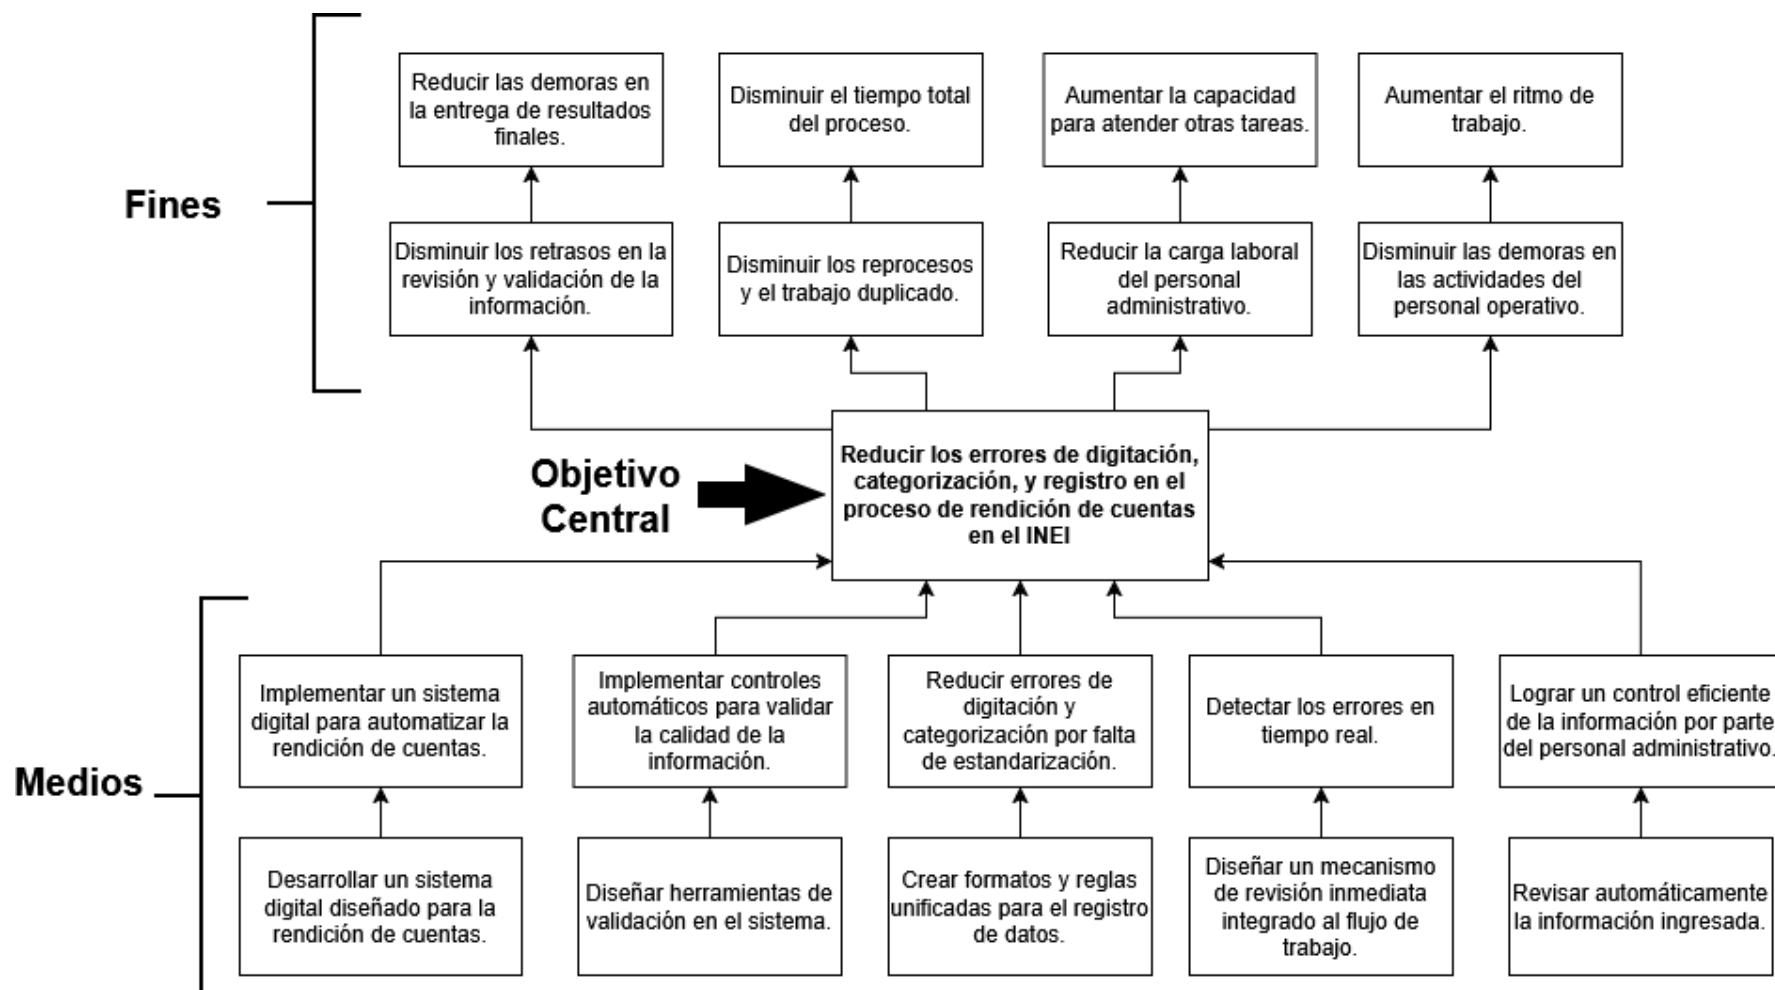 Reducir las demoras en
la entrega de resultados
finales.
Disminuir el tiempo total
del proceso.
Aumentar la capacidad
para atender otras tareas.
Aumentar el ritmo de
trabajo.
Fines
Disminuir los retrasos en la
revisión y validación de la
información.
Disminuir los reprocesos
y el trabajo duplicado.
Reducir la carga laboral
del personal
administrativo.
Disminuir las demoras en
las actividades del
personal operativo.
Objetivo
Central
Reducir los errores de digitación,
categorización, y registro en el
proceso de rendición de cuentas
en el INEI
Medios
Implementar un sistema
digital para automatizar la
rendición de cuentas.
Implementar controles
automáticos para validar
la calidad de la
información.
Reducir errores de
digitación y
categorización por falta
de estandarización.
Detectar los errores en
tiempo real.
Lograr un control eficiente
de la información por parte
del personal administrativo.
Desarrollar un sistema
digital diseñado para la
rendición de cuentas.
Diseñar herramientas de
validación en el sistema.
Crear formatos y reglas
unificadas para el registro
de datos.
Diseñar un mecanismo
de revisión inmediata
integrado al flujo de
trabajo.
Revisar automáticamente
la información ingresada.